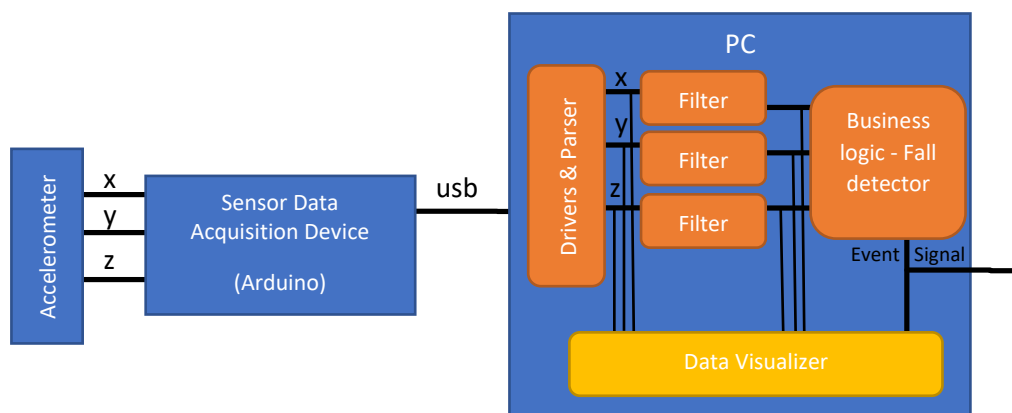 Accelerometer
x
y
z
Sensor Data
Acquisition Device
(Arduino)
usb
PC
Drivers & Parser
x
y
z
Filter
Filter
Filter
Business
logic - Fall
detector
Event Signal
Data Visualizer